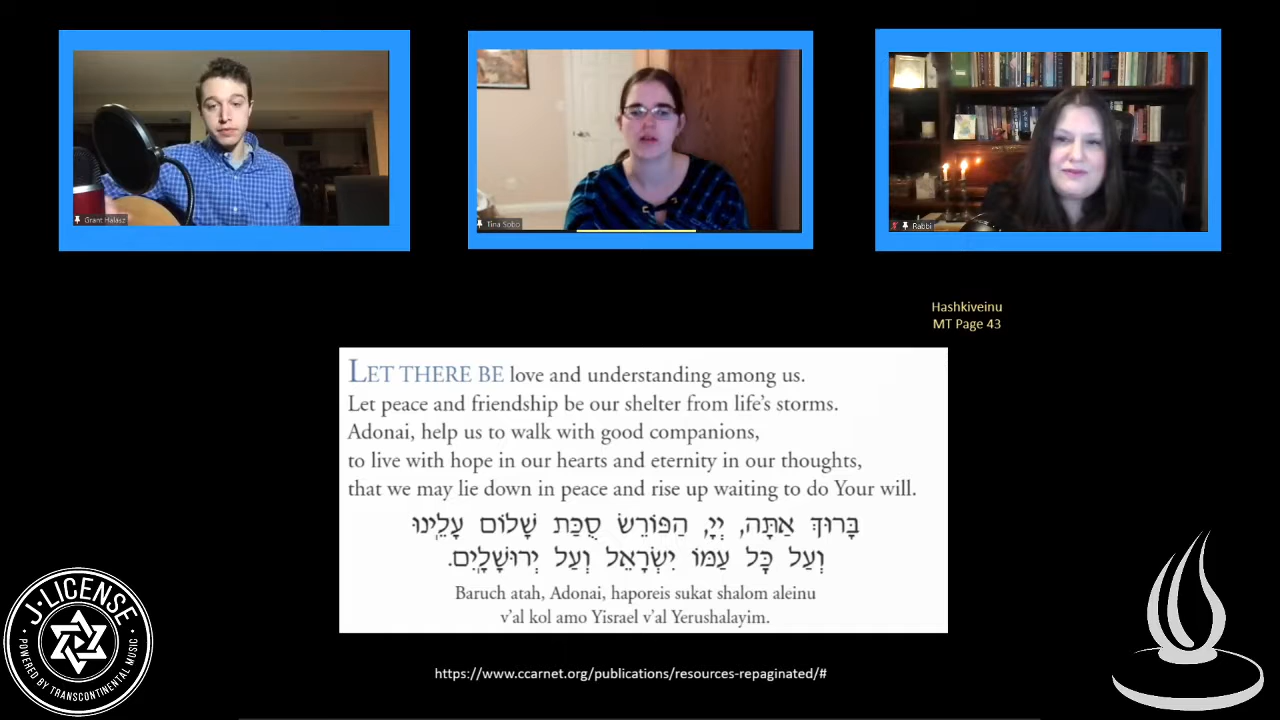 Grant Halasz
Tina Sobo
Rabbi
Hashkiveinu
MT Page 43
LET THERE BE love and understanding among us.
Let peace and friendship be our shelter from life's storms.
Adonai, help us to walk with good companions,
to live with hope in our hearts and eternity in our thoughts,
that we may lie down in peace and rise up waiting to do Your will.
בָּרוּךְ אַתָּה, יְיָ, הַפּוֹרֵשׂ סֻכַּת שָׁלוֹם עָלֵֽינוּ
וְעַל כׇּל עַמּוֹ יִשְׂרָאֵל וְעַל יְרוּשָׁלָֽיִם.
Baruch atah, Adonai, haporeis sukat shalom aleinu
v'al kol amo Yisrael v'al Yerushalayim.
https://www.ccarnet.org/publications/resources-repaginated/#
J·LICENSE
· POWERED BY TRANSCONTINENTAL MUSIC ·